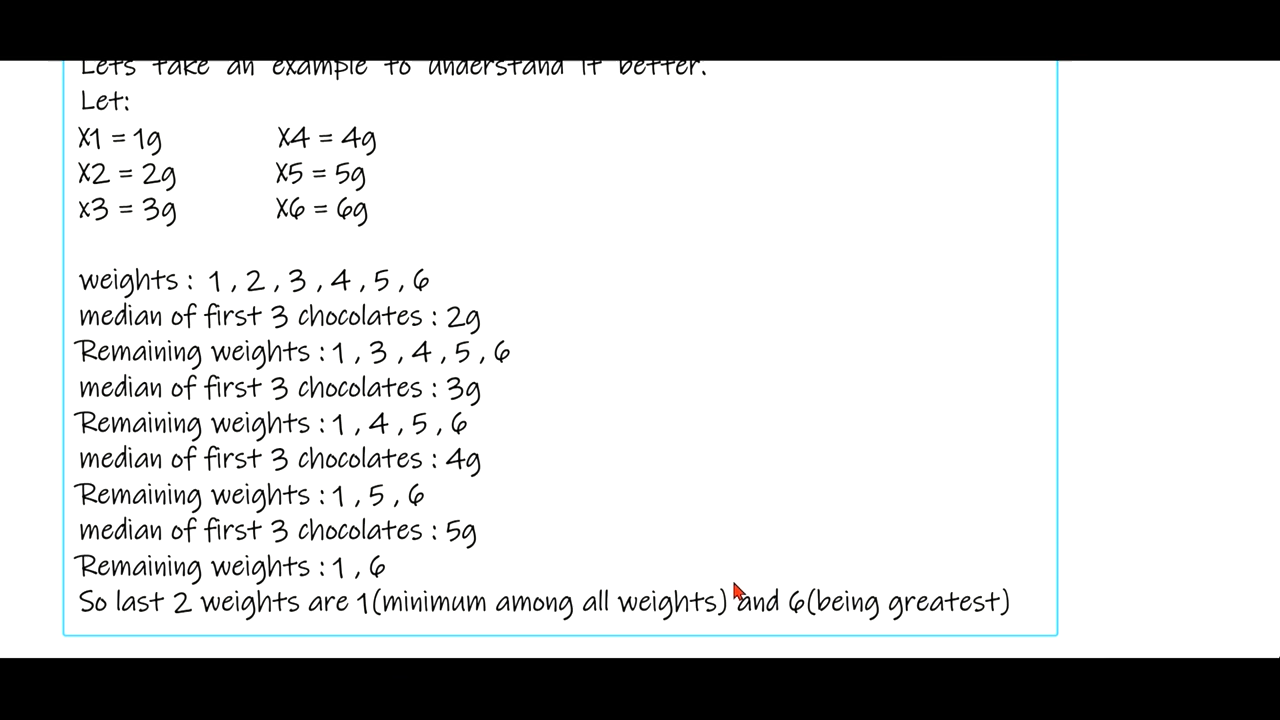 Lets take an example to understand it better.
Let:
X1 = 1g X4 = 4g
X2 = 2g X5 = 5g
x3 = 3g X6 = 6g
weights : 1 , 2 , 3 , 4 , 5 , 6
median of first 3 chocolates : 2g
Remaining weights : 1 , 3 , 4 , 5 , 6
median of first 3 chocolates : 3g
Remaining weights : 1 , 4 , 5 , 6
median of first 3 chocolates : 4g
Remaining weights : 1 , 5 , 6
median of first 3 chocolates : 5g
Remaining weights : 1 , 6
So last 2 weights are 1(minimum among all weights) and 6(being greatest)